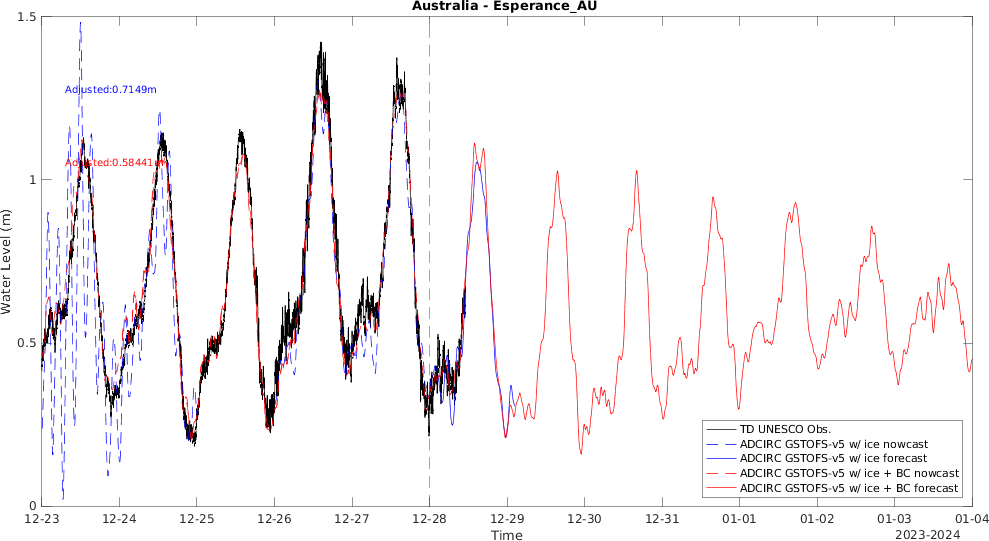 Australia - Esperance_AU
1.5
Adjusted:0.7149m
Adjusted:0.58441m
1
Water Level (m)
0.5
TD UNESCO Obs.
ADCIRC GSTOFS-v5 w/ ice nowcast
ADCIRC GSTOFS-v5 w/ ice forecast
ADCIRC GSTOFS-v5 w/ ice + BC nowcast
ADCIRC GSTOFS-v5 w/ ice + BC forecast
0
12-23 12-24 12-25 12-26 12-27 12-28 12-29 12-30 12-31 01-01 01-02 01-03 01-04
Time
2023-2024